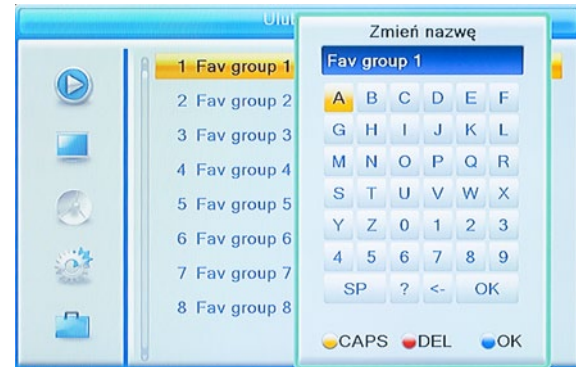 Zmień nazwę
Fav group 1
1 Fav group 1
2 Fav group 2
3 Fav group 3
4 Fav group 4
5 Fav group 5
6 Fav group 6
7 Fav group 7
8 Fav group 8
A B C D E F
G H I J K L
M N O P Q R
S T U V W X
Y Z 0 1 2 3
4 5 6 7 8 9
SP ? <- OK
CAPS DEL OK